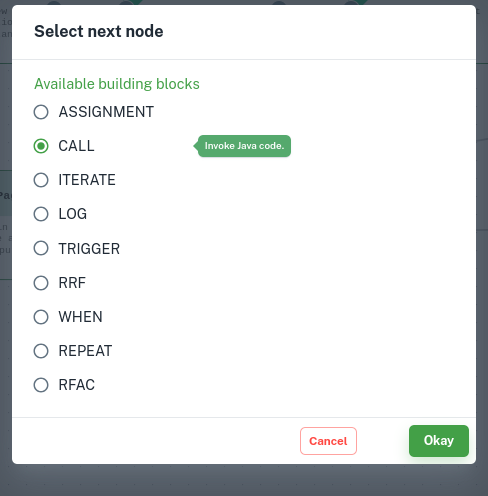 Select next node
Available building blocks
ASSIGNMENT
CALL
Invoke Java code.
ITERATE
LOG
TRIGGER
RRF
WHEN
REPEAT
RFAC
Cancel
Okay